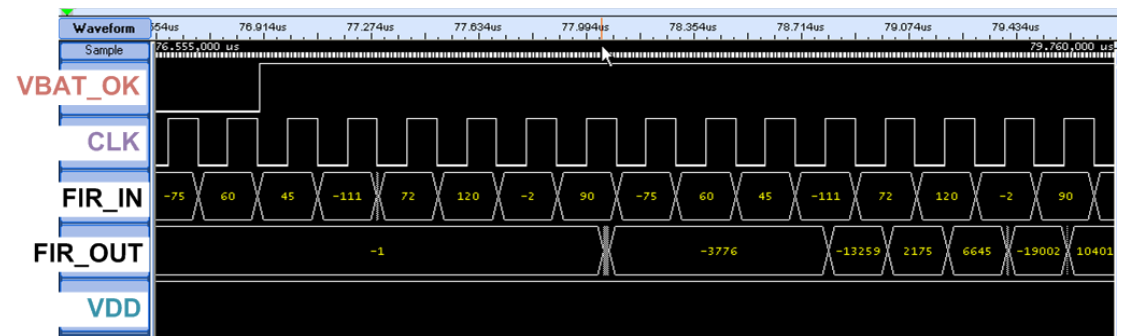 Waveform 554us 76.914us 77.274us 77.634us 77.994us 78.354us 78.714us 79.074us 79.434us
Sample 76.555,000 us 79.760,000 us
VBAT_OK
CLK
FIR_IN -75 60 45 -111 72 120 -2 90 -75 60 45 -111 72 120 -2 90
FIR_OUT -1 -3776 -13259 2175 6645 -19002 10401
VDD